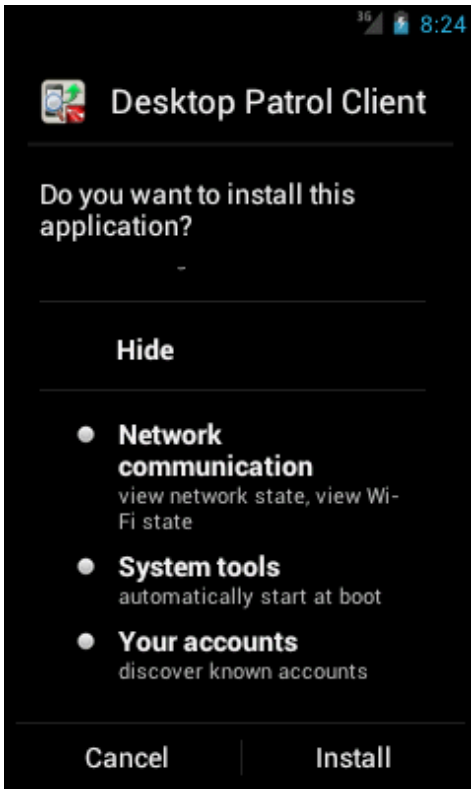 3G 8:24
Desktop Patrol Client
Do you want to install this
application?
Hide
Network
communication
view network state, view Wi-
Fi state
System tools
automatically start at boot
Your accounts
discover known accounts
Cancel Install